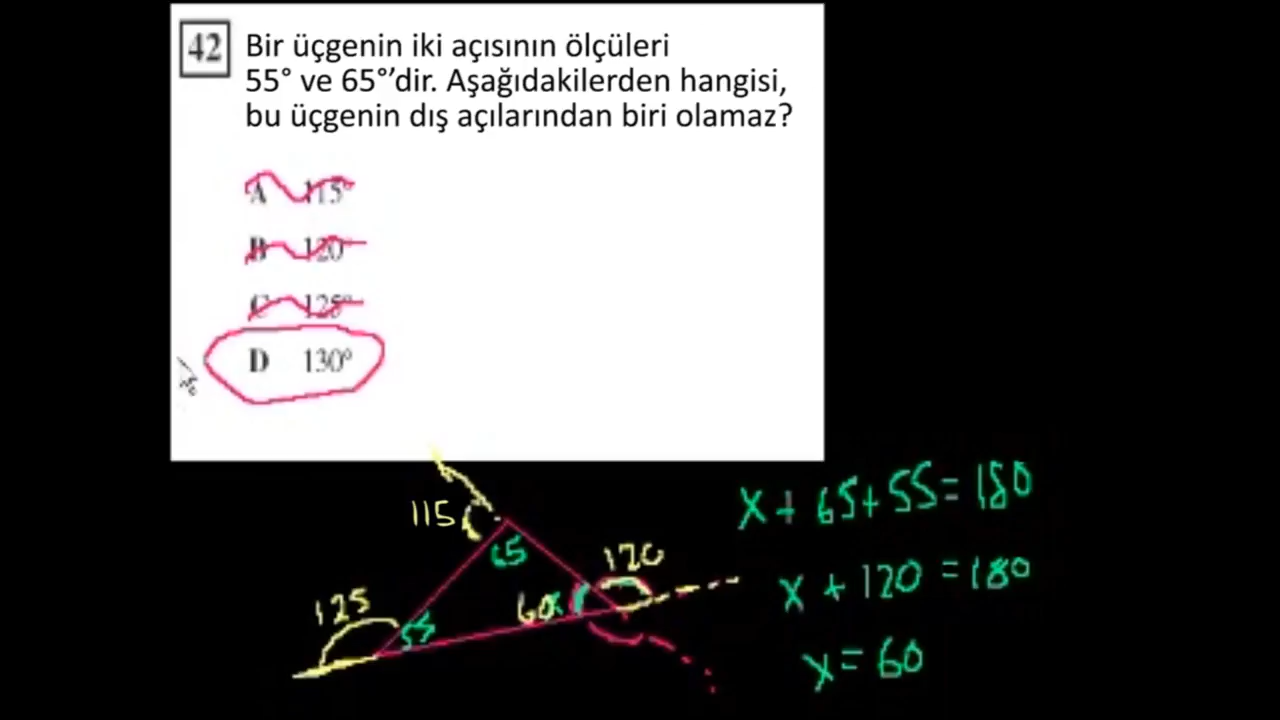 42 Bir üçgenin iki açısının ölçüleri
55° ve 65°'dir. Aşağıdakilerden hangisi,
bu üçgenin dış açılarından biri olamaz?
A 115°
B 120°
C 125°
D 130°
115
65
120
125
55
60 x
x + 65 + 55 = 180
x + 120 = 180
x = 60